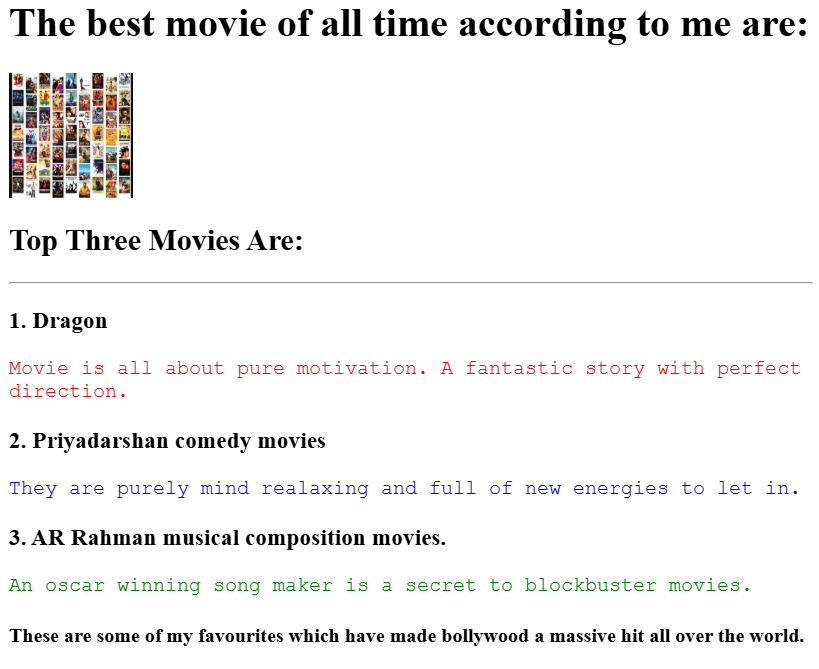 The best movie of all time according to me are:
Top Three Movies Are:
1. Dragon
Movie is all about pure motivation. A fantastic story with perfect
direction.
2. Priyadarshan comedy movies
They are purely mind realaxing and full of new energies to let in.
3. AR Rahman musical composition movies.
An oscar winning song maker is a secret to blockbuster movies.
These are some of my favourites which have made bollywood a massive hit all over the world.